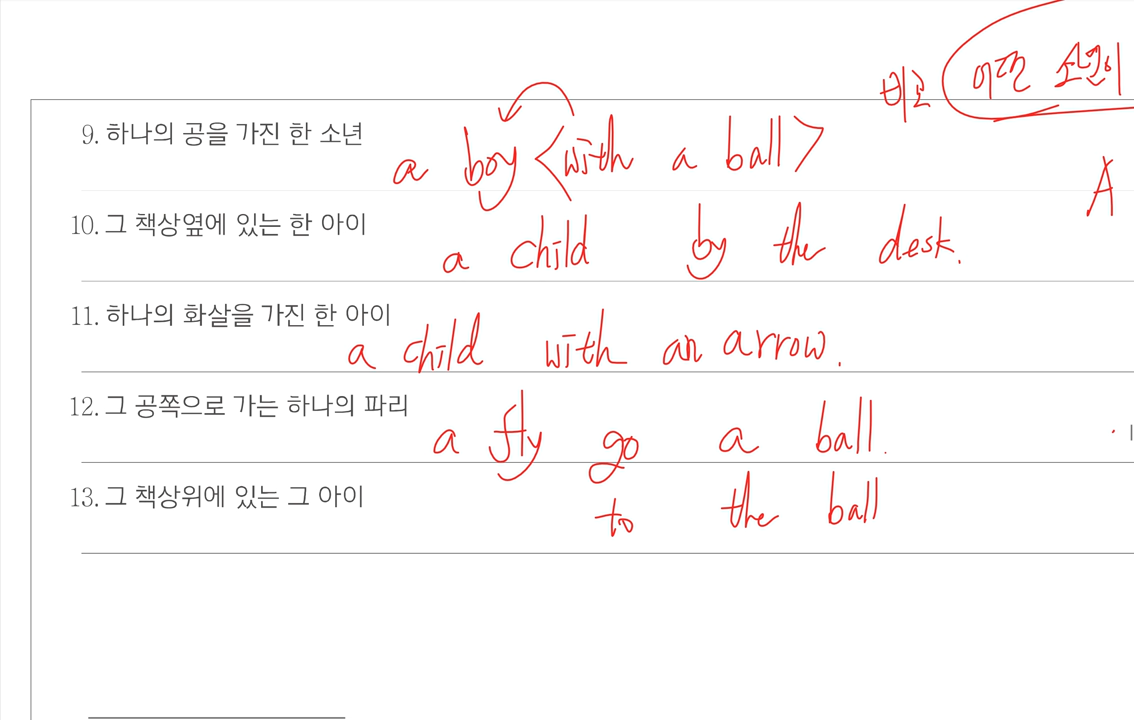 바로 어떤 소년이
9. 하나의 공을 가진 한 소년
a boy <with a ball>
A
10. 그 책상옆에 있는 한 아이
a child by the desk.
11. 하나의 화살을 가진 한 아이
a child with an arrow.
12. 그 공쪽으로 가는 하나의 파리
a fly go a ball.
13. 그 책상위에 있는 그 아이
to the ball